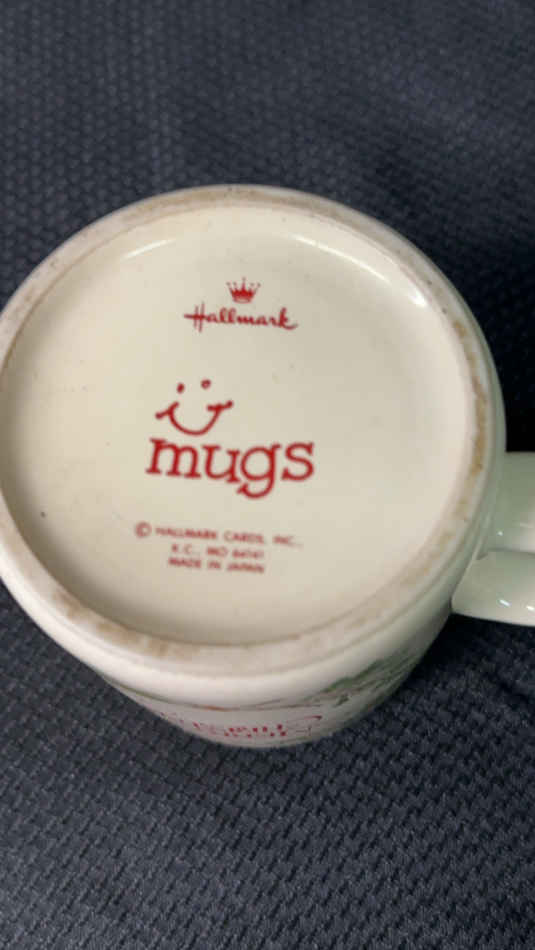 Hallmark
mugs
© HALLMARK CARDS, INC.,
K.C., MO 64141
MADE IN JAPAN